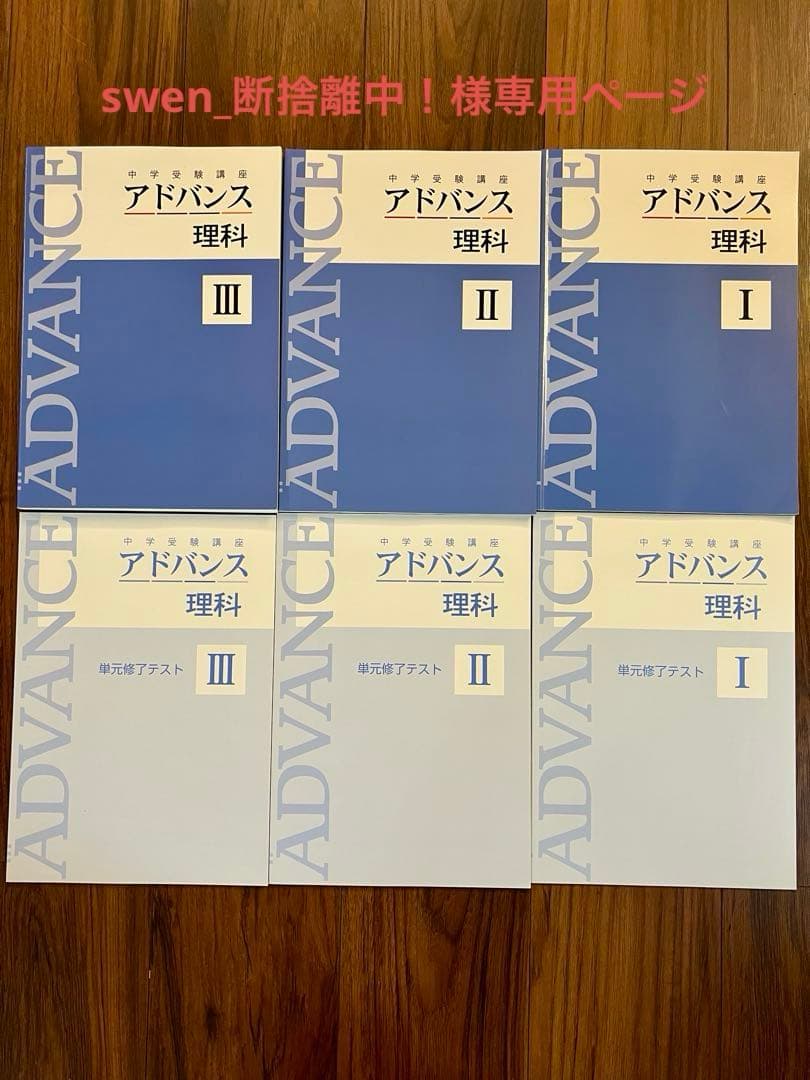 swen_断捨離中！様専用ページ
ADVANCE
中学受験講座
アドバンス
理科
III
ADVANCE
中学受験講座
アドバンス
理科
II
ADVANCE
中学受験講座
アドバンス
理科
I
ADVANCE
中学受験講座
アドバンス
理科
単元修了テスト III
ADVANCE
中学受験講座
アドバンス
理科
単元修了テスト II
ADVANCE
中学受験講座
アドバンス
理科
単元修了テスト I